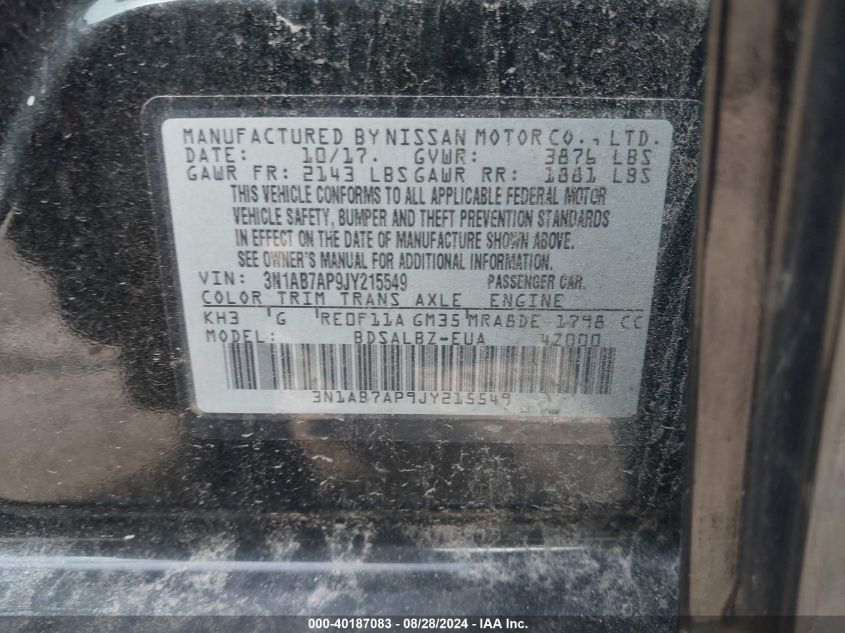 MANUFACTURED BY NISSAN MOTOR CO., LTD.
DATE: 10/17. GVWR: 3876 LBS
GAWR FR: 2143 LBS GAWR RR: 1881 LBS
THIS VEHICLE CONFORMS TO ALL APPLICABLE FEDERAL MOTOR
VEHICLE SAFETY, BUMPER AND THEFT PREVENTION STANDARDS
IN EFFECT ON THE DATE OF MANUFACTURE SHOWN ABOVE.
SEE OWNER'S MANUAL FOR ADDITIONAL INFORMATION.
VIN: 3N1AB7AP9JY215549 PASSENGER CAR.
COLOR TRIM TRANS AXLE ENGINE
KH3 G RE0F11A GM35 MRA8DE 1798 CC
MODEL: BDSALBZ-EUA 4Z000
3N1AB7AP9JY215549
000-40187083 - 08/28/2024 - IAA Inc.